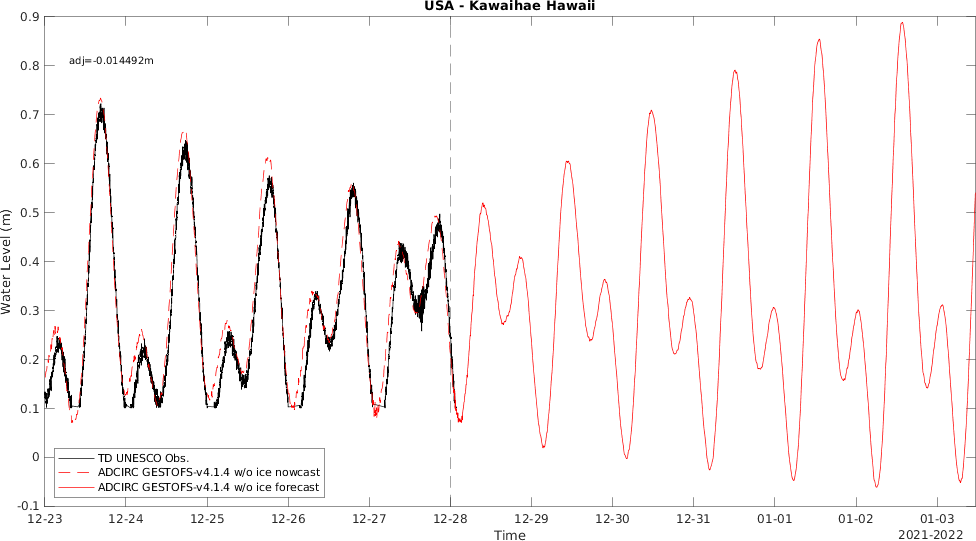 USA - Kawaihae Hawaii
0.9
0.8
0.7
0.6
0.5
0.4
0.3
0.2
0.1
0
-0.1
Water Level (m)
adj=-0.014492m
TD UNESCO Obs.
ADCIRC GESTOFS-v4.1.4 w/o ice nowcast
ADCIRC GESTOFS-v4.1.4 w/o ice forecast
12-23 12-24 12-25 12-26 12-27 12-28 12-29 12-30 12-31 01-01 01-02 01-03
Time
2021-2022